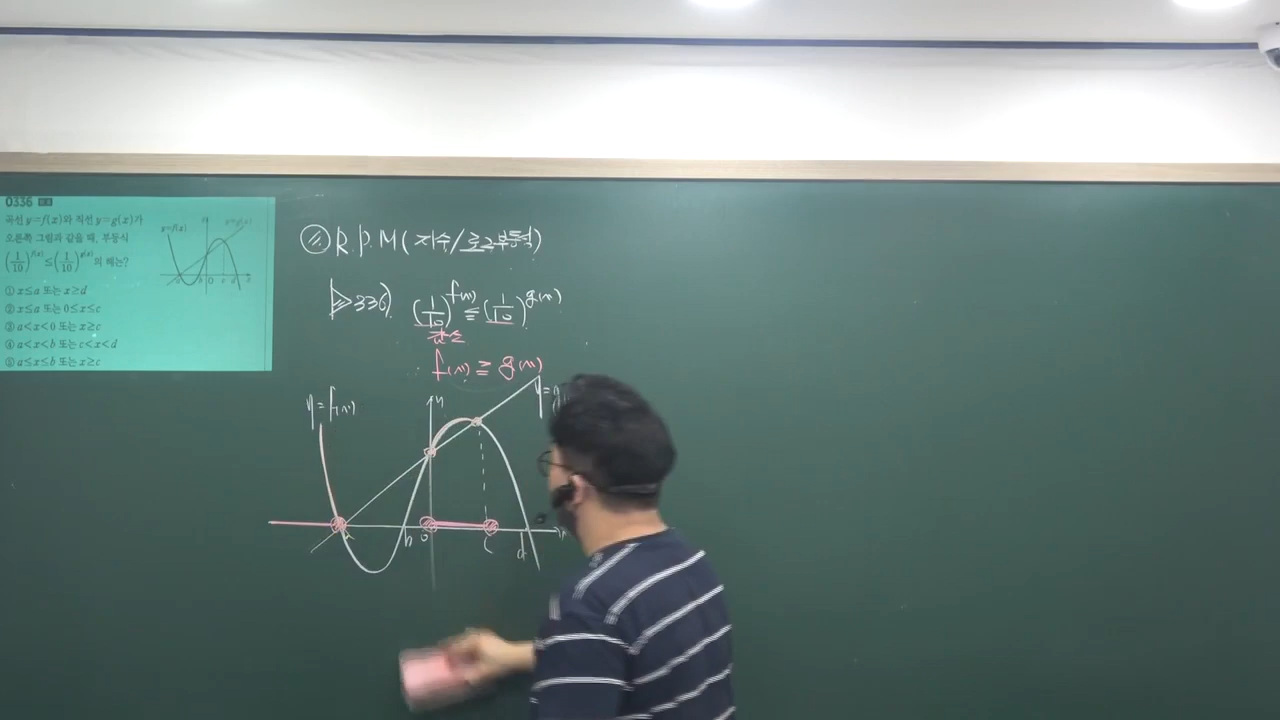 0336
곡선 y=f(x)와 직선 y=g(x)가
오른쪽 그림과 같을 때, 부등식
(1/10)^f(x) ≤ (1/10)^g(x) 의 해는?
① x≤a 또는 x≥d
② x≤a 또는 0≤x≤c
③ a<x<0 또는 x≥c
④ a<x<b 또는 c<x<d
⑤ a≤x≤b 또는 x≥c
y=f(x)
y=g(x)
a b O c d x
R.P.M (지수/로그부등식)
336)
(1/10)^f(x) ≤ (1/10)^g(x)
감소
∴ f(x) ≥ g(x)
y=f(x)
y
b 0 c d